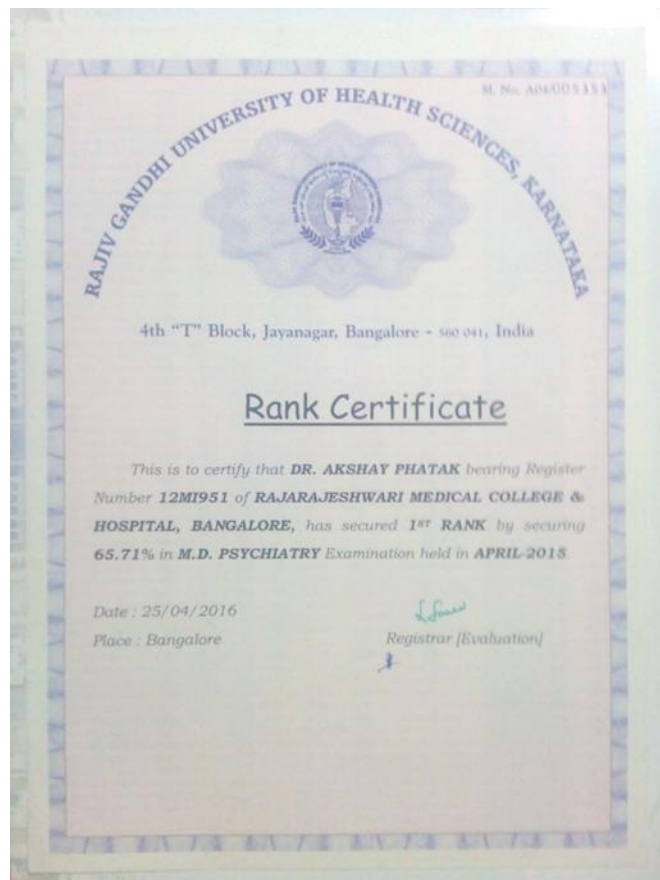 M. No. A04/005454
RAJIV GANDHI UNIVERSITY OF HEALTH SCIENCES, KARNATAKA
4th "T" Block, Jayanagar, Bangalore - 560 041, India
Rank Certificate
This is to certify that DR. AKSHAY PHATAK bearing Register
Number 12MI951 of RAJARAJESHWARI MEDICAL COLLEGE &
HOSPITAL, BANGALORE, has secured 1ST RANK by securing
65.71% in M.D. PSYCHIATRY Examination held in APRIL-2015
Date : 25/04/2016
Place : Bangalore
Registrar [Evaluation]